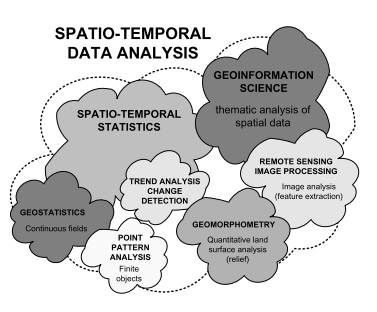 SPATIO-TEMPORAL
DATA ANALYSIS
GEOINFORMATION
SCIENCE
thematic analysis of
spatial data
SPATIO-TEMPORAL
STATISTICS
REMOTE SENSING
IMAGE PROCESSING
Image analysis
(feature extraction)
TREND ANALYSIS
CHANGE
DETECTION
GEOSTATISTICS
Continuous fields
GEOMORPHOMETRY
Quantitative land
surface analysis
(relief)
POINT
PATTERN
ANALYSIS
Finite
objects